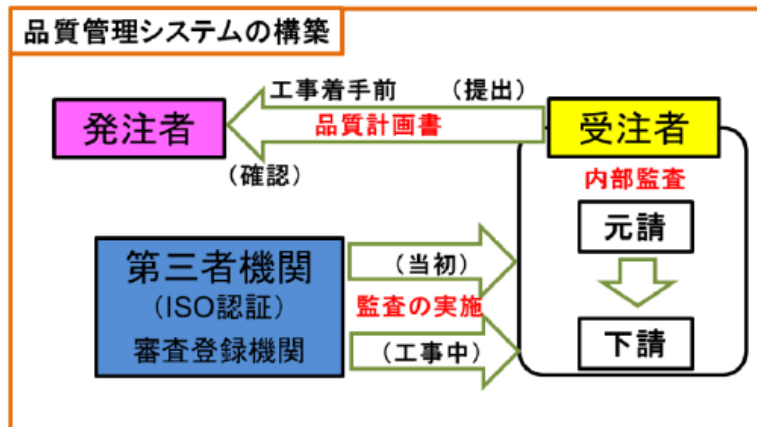 品質管理システムの構築
工事着手前 (提出)
発注者
品質計画書
受注者
(確認)
内部監査
元請
第三者機関
(ISO認証)
審査登録機関
(当初)
監査の実施
(工事中)
下請